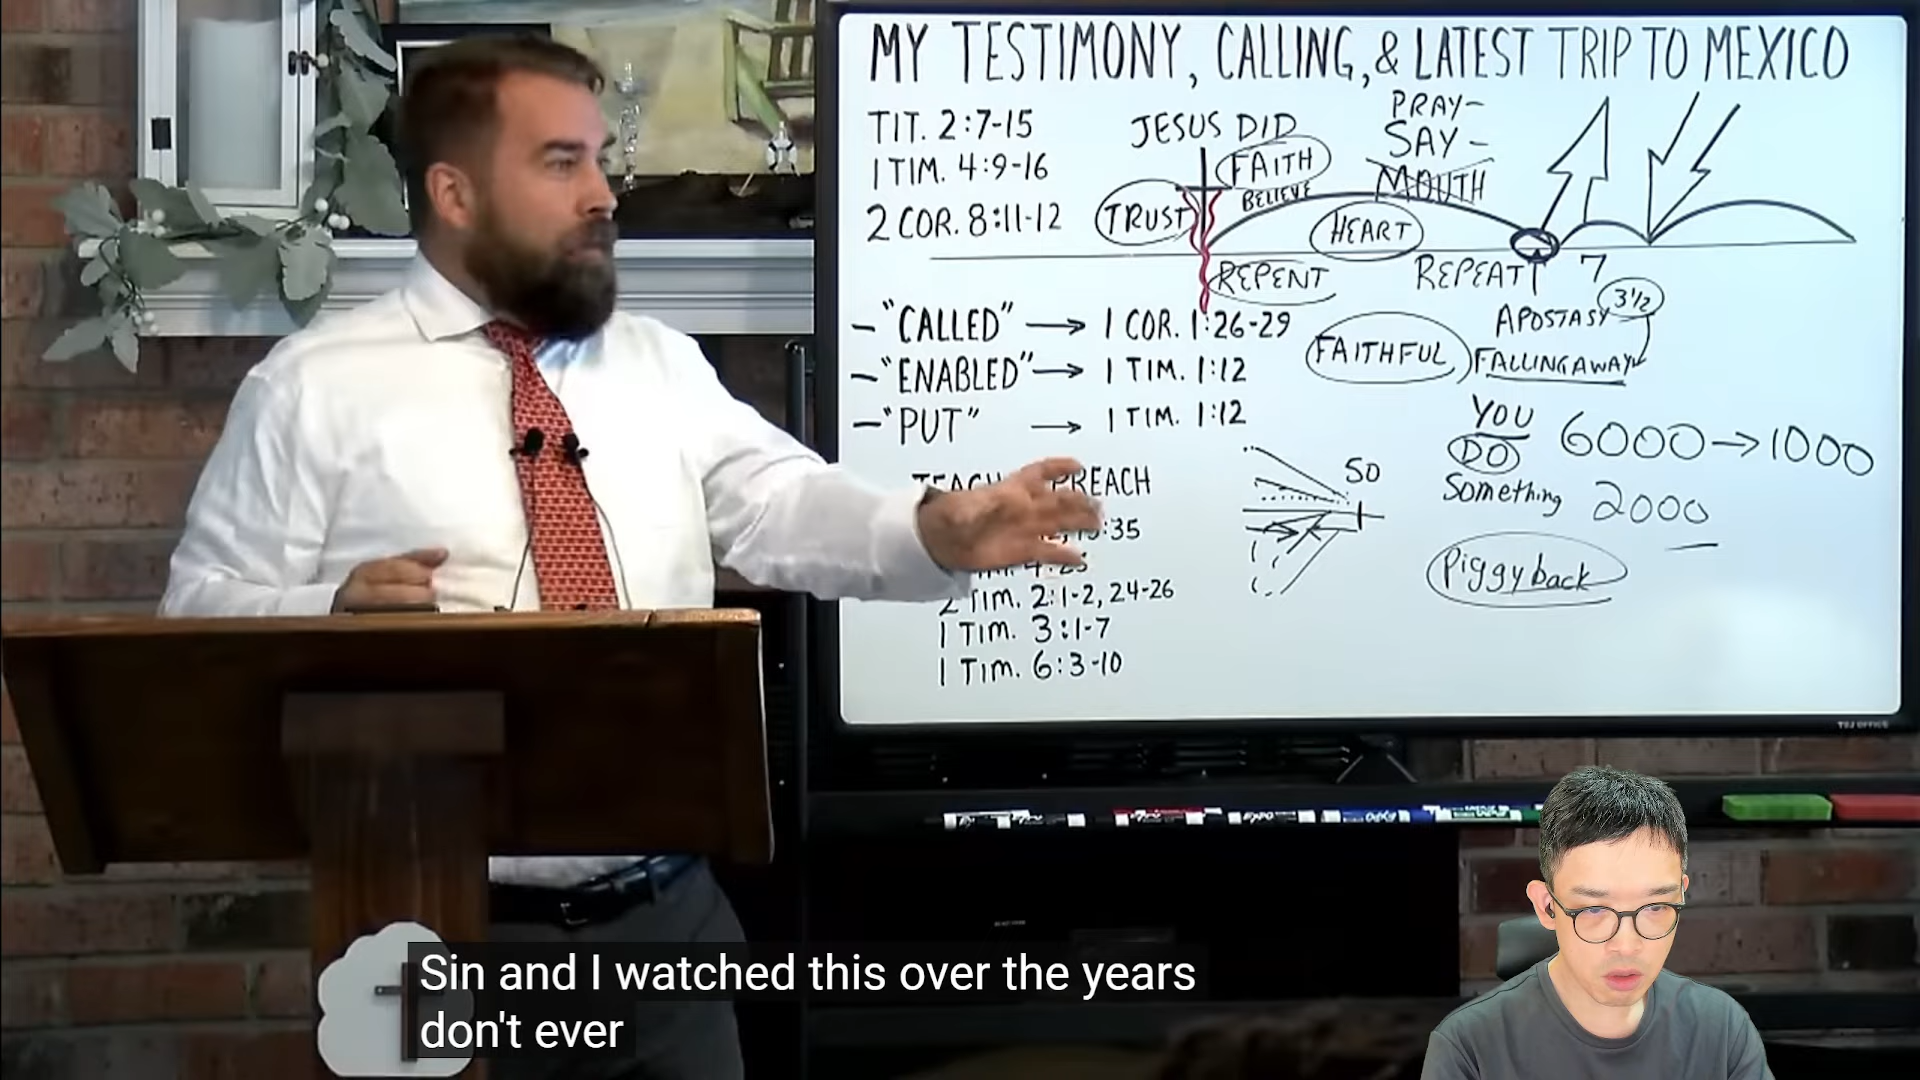 MY TESTIMONY, CALLING, & LATEST TRIP TO MEXICO
TIT. 2:7-15
1 TIM. 4:9-16
2 COR. 8:11-12
JESUS DID
FAITH
BELIEVE
TRUST
HEART
REPENT
PRAY-
SAY-
MOUTH
REPEAT
7
3½
APOSTASY
FALLING AWAY
FAITHFUL
-"CALLED" → 1 COR. 1:26-29
-"ENABLED" → 1 TIM. 1:12
-"PUT" → 1 TIM. 1:12
YOU
DO
Something
6000 → 1000
2000
50
Piggyback
PREACH
:35
2 Tim. 2:1-2, 24-26
1 Tim. 3:1-7
1 Tim. 6:3-10
Sin and I watched this over the years
don't ever